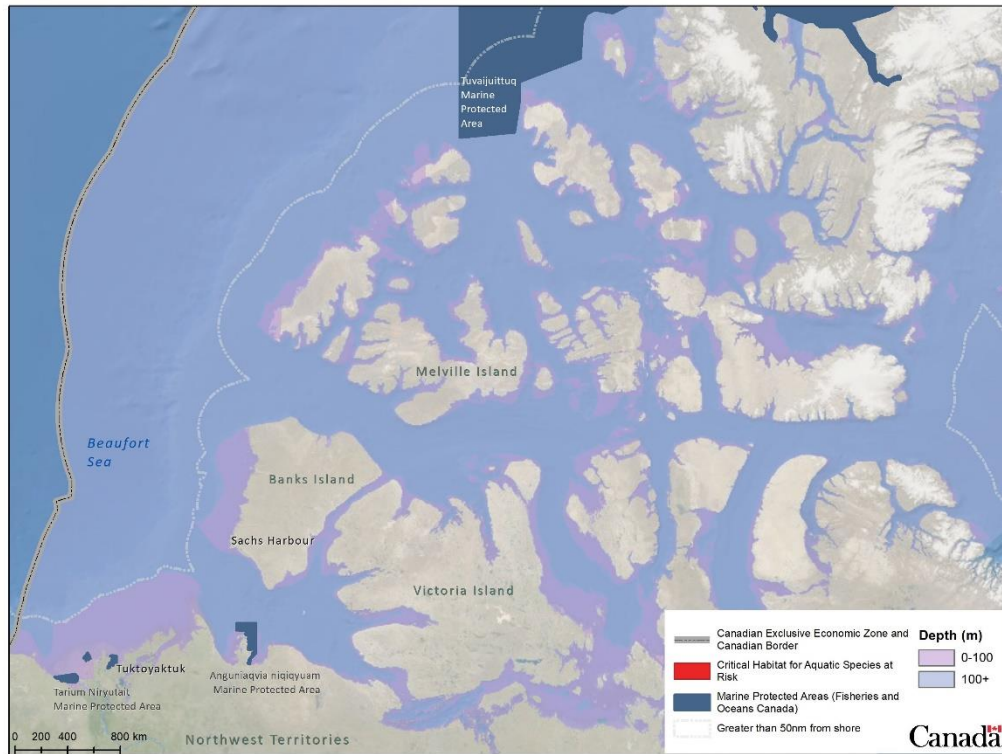 Tuvaijuittuq
Marine
Protected
Area
Melville Island
Beaufort
Sea
Banks Island
Sachs Harbour
Victoria Island
Tuktoyaktuk
Anguniaqvia niqiqyuam
Marine Protected Area
Tarium Niryutait
Marine Protected Area
0 200 400 800 km
Northwest Territories
Canadian Exclusive Economic Zone and
Canadian Border
Critical Habitat for Aquatic Species at
Risk
Marine Protected Areas (Fisheries and
Oceans Canada)
Greater than 50nm from shore
Depth (m)
0-100
100+
Canada